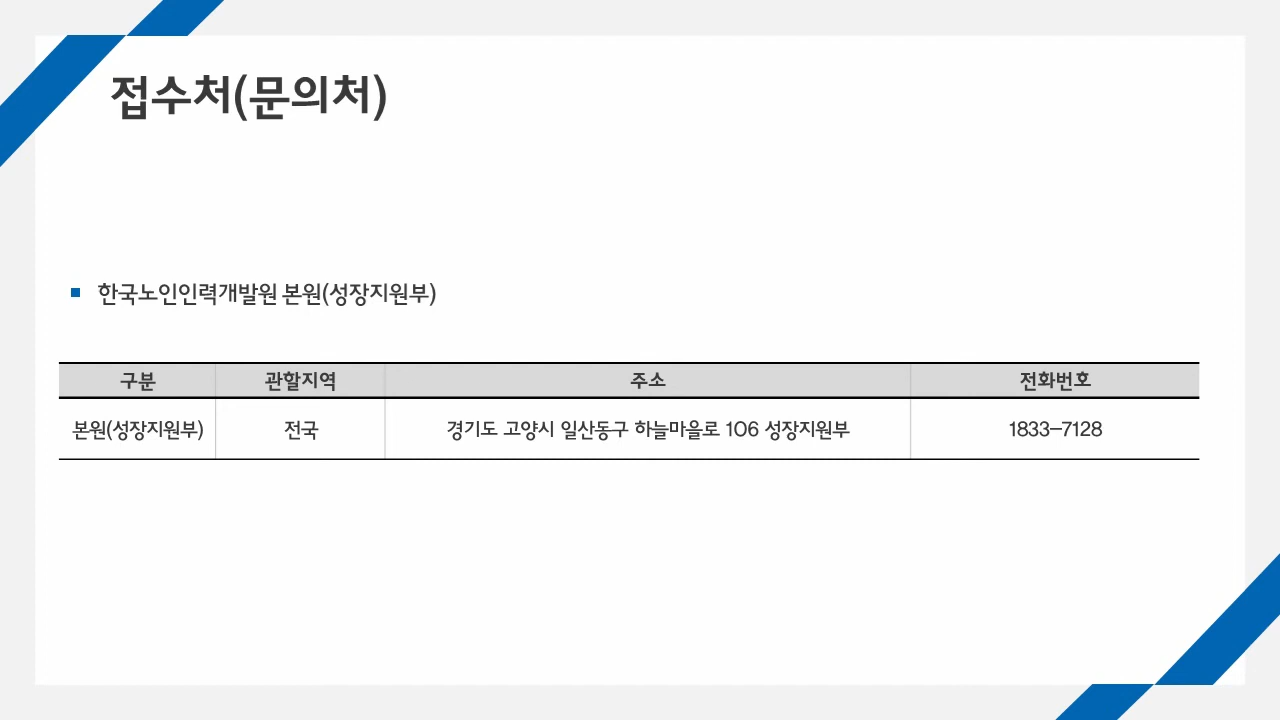 접수처(문의처)
한국노인인력개발원 본원(성장지원부)
구분 관할지역 주소 전화번호
본원(성장지원부) 전국 경기도 고양시 일산동구 하늘마을로 106 성장지원부 1833-7128